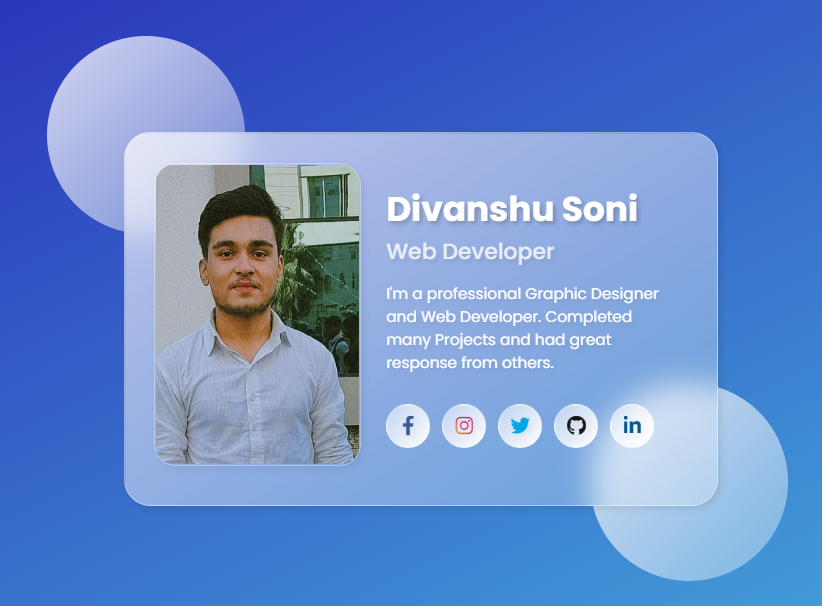 Divanshu Soni
Web Developer
I'm a professional Graphic Designer
and Web Developer. Completed
many Projects and had great
response from others.
in